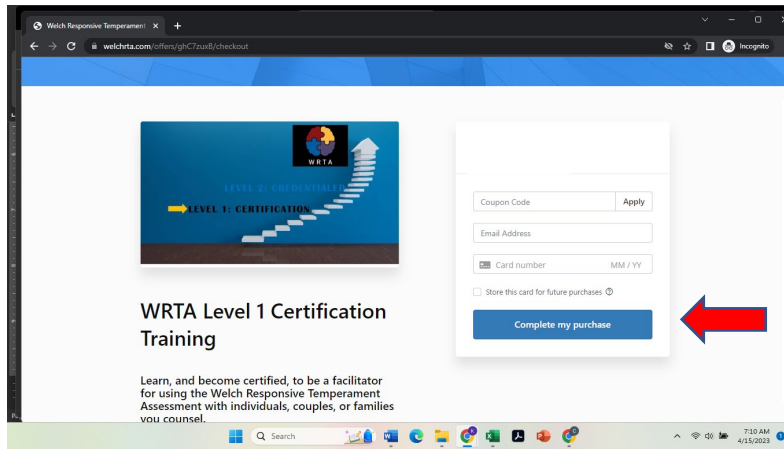 Welch Responsive Temperament
welchrta.com/offers/ghC7zuxB/checkout
Incognito
WRTA
LEVEL 2: CREDENTIALED
LEVEL 1: CERTIFICATION
WRTA Level 1 Certification
Training
Learn, and become certified, to be a facilitator
for using the Welch Responsive Temperament
Assessment with individuals, couples, or families
you counsel.
Coupon Code Apply
Email Address
Card number MM / YY
Store this card for future purchases
Complete my purchase
Search
7:10 AM
4/15/2023